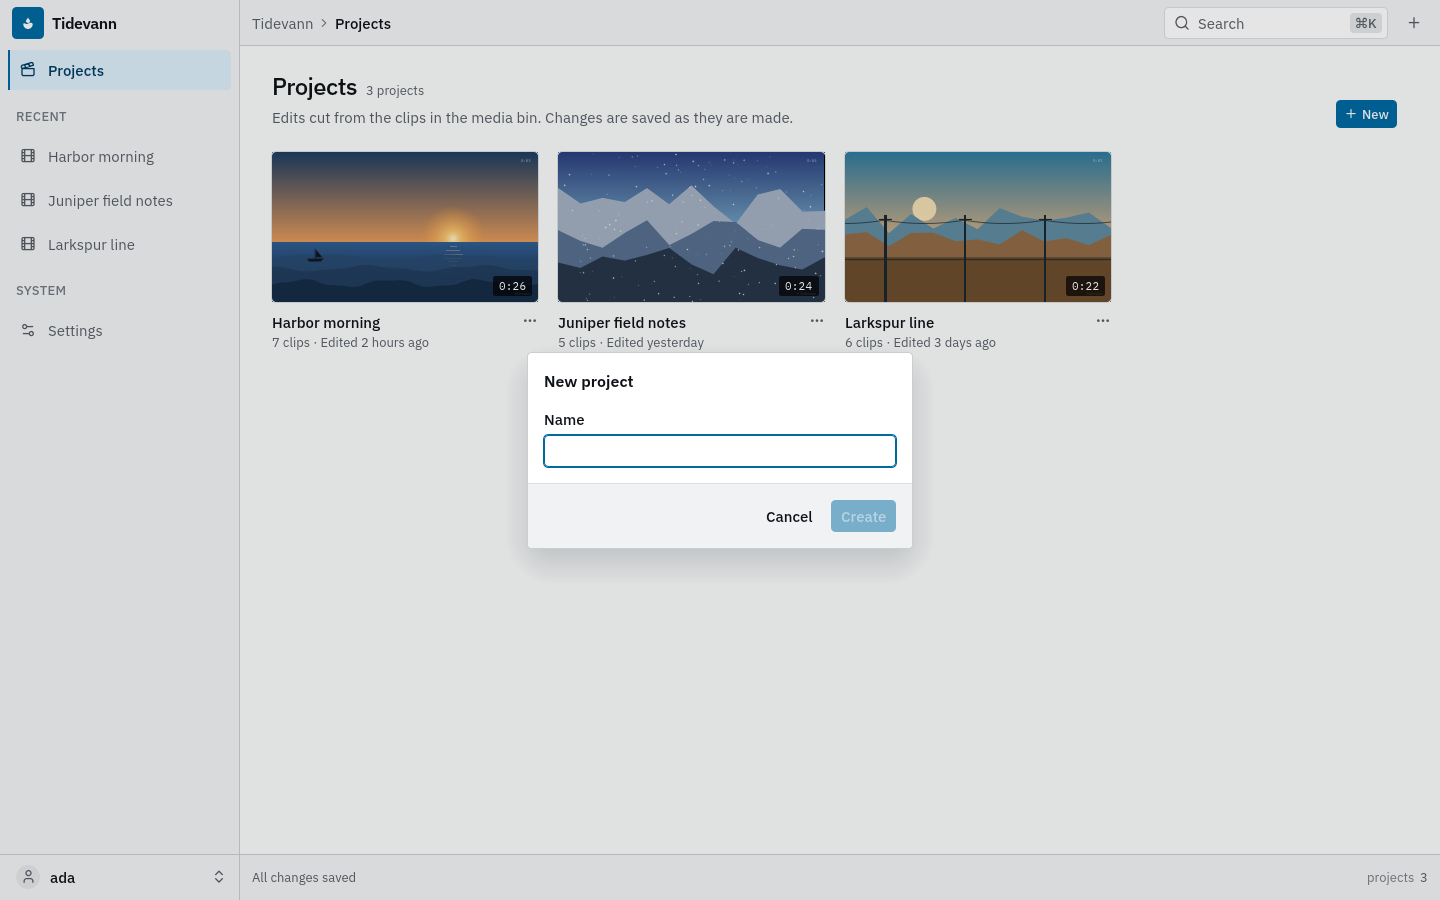 Tidevann
Tidevann > Projects
Search
⌘K
Projects
RECENT
Harbor morning
Juniper field notes
Larkspur line
SYSTEM
Settings
Projects 3 projects
Edits cut from the clips in the media bin. Changes are saved as they are made.
New
0:26
0:24
0:22
Harbor morning
7 clips · Edited 2 hours ago
Juniper field notes
5 clips · Edited yesterday
Larkspur line
6 clips · Edited 3 days ago
New project
Name
Cancel
Create
ada
All changes saved
projects 3